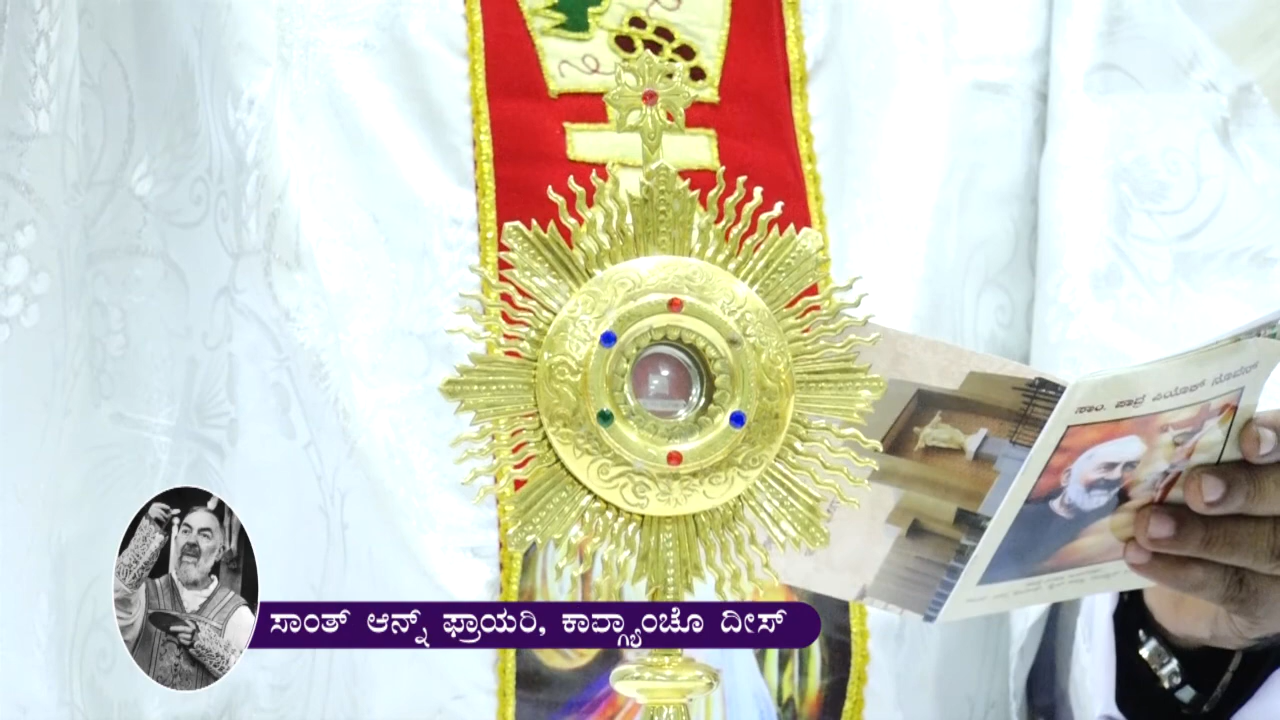 ಸಾಂ. ಪಾದ್ರೆ ಪಿಯೊಚಿ ನೊವೆನ್
ಸಾಂತ್ ಆನ್ನ್ ಫ್ರಾಯರಿ, ಕಾವ್ಗ್ಯಾಂಚೊ ದೀಸ್